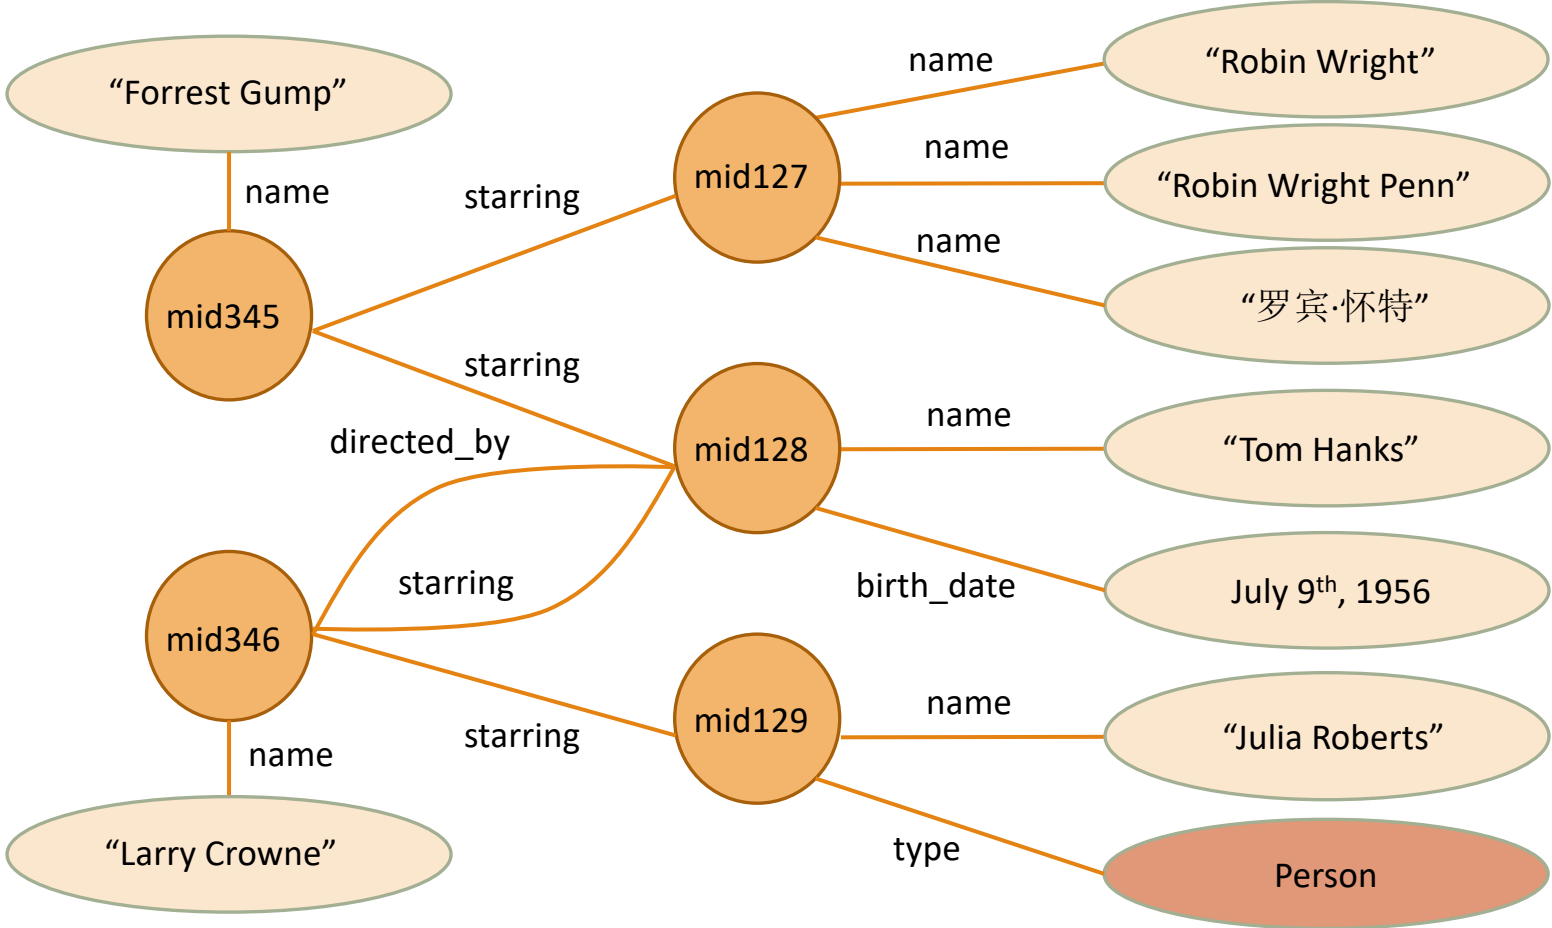 “Forrest Gump”
name
mid345
starring
starring
directed_by
starring
mid346
name
starring
“Larry Crowne”
mid127
name
“Robin Wright”
name
“Robin Wright Penn”
name
“罗宾·怀特”
mid128
name
“Tom Hanks”
birth_date
July 9th, 1956
mid129
name
“Julia Roberts”
type
Person